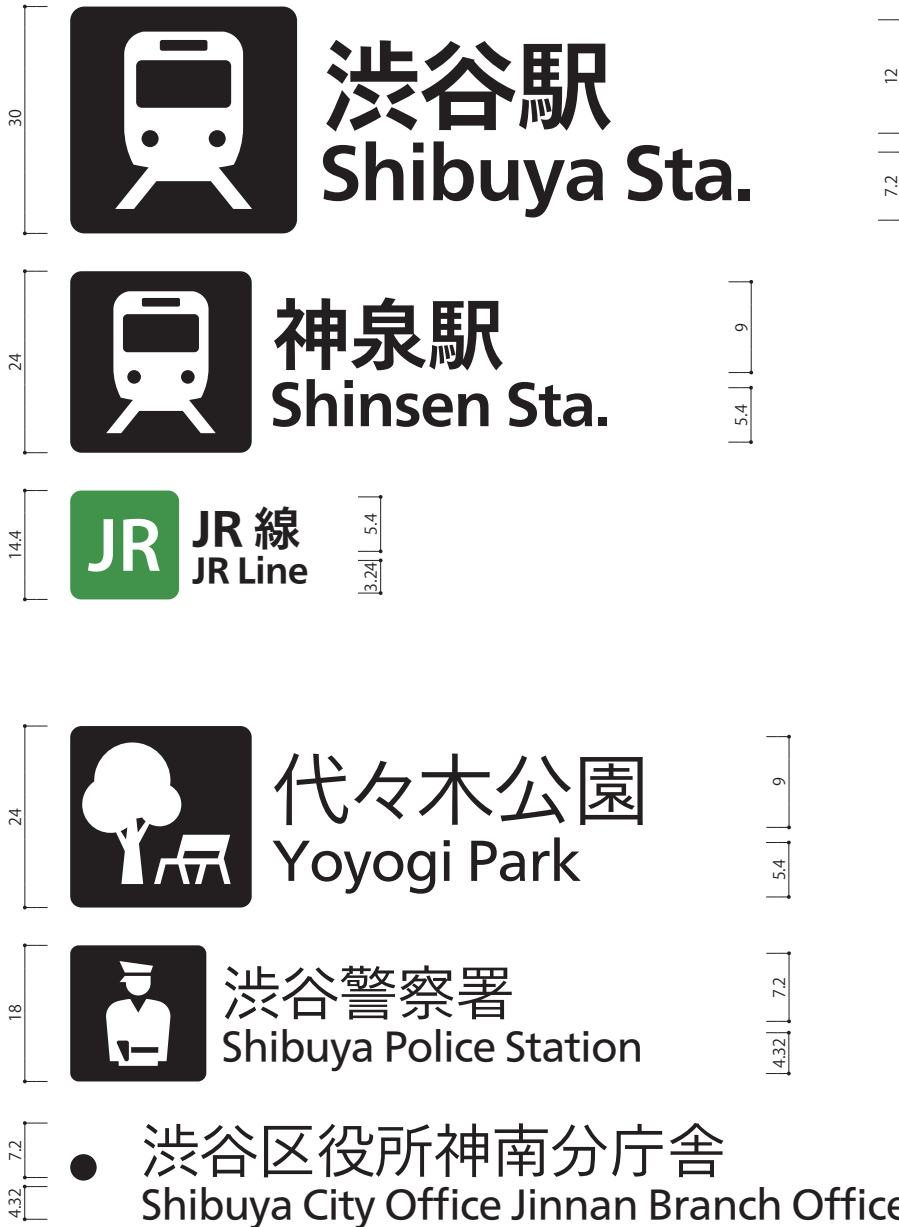 30
渋谷駅
Shibuya Sta.
12
7.2
24
神泉駅
Shinsen Sta.
9
5.4
14.4
JR
JR 線
JR Line
5.4
3.24
24
代々木公園
Yoyogi Park
9
5.4
18
渋谷警察署
Shibuya Police Station
7.2
4.32
7.2
4.32
渋谷区役所神南分庁舎
Shibuya City Office Jinnan Branch Office